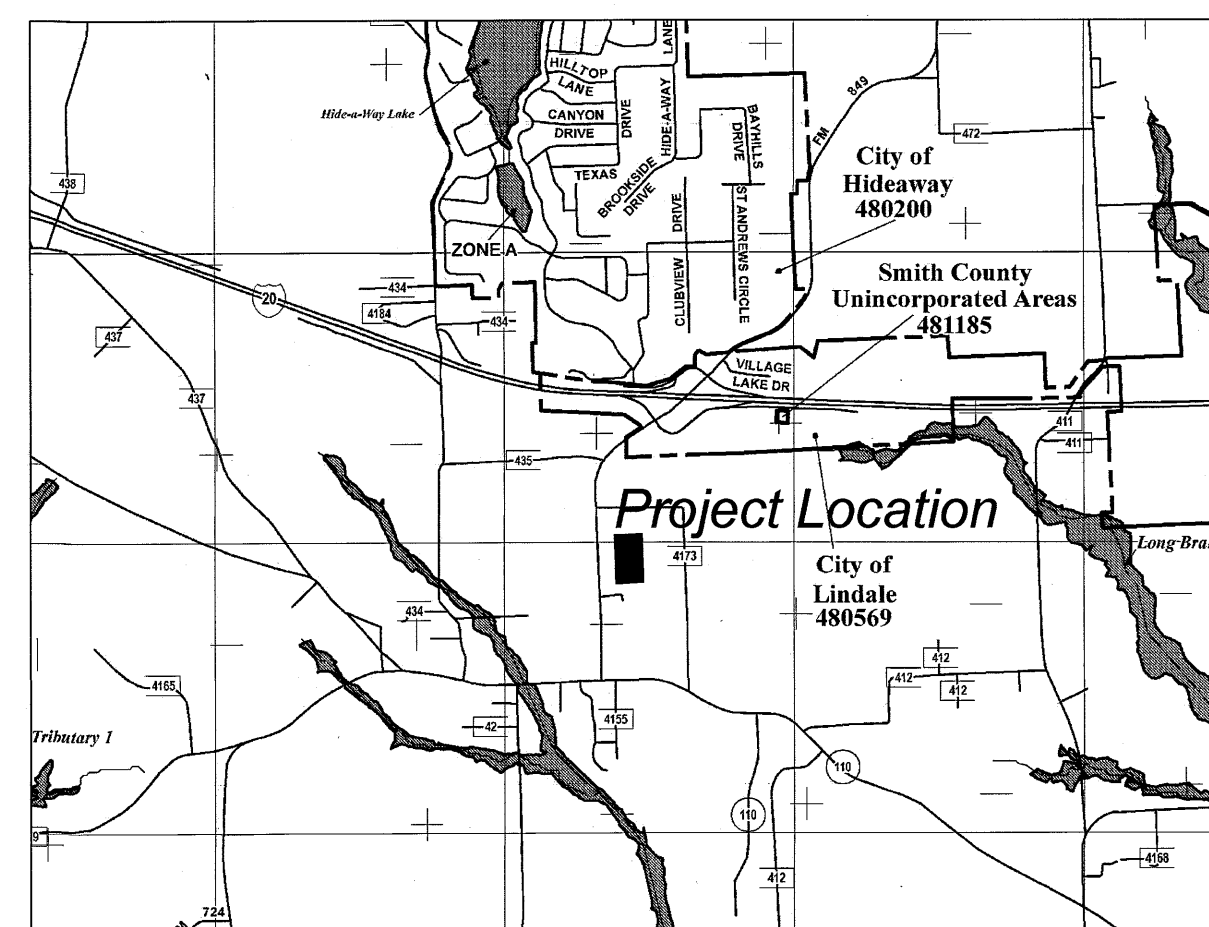 HILLTOP
LANE
LANE
Hide-a-Way Lake
CANYON
DRIVE
DRIVE
HIDE-A-WAY
BAYHILLS
DRIVE
849
FM
472
City of
Hideaway
480200
TEXAS
BROOKSIDE
DRIVE
438
ZONE A
DRIVE
CLUBVIEW
ST ANDREWS CIRCLE
Smith County
Unincorporated Areas
481185
20
434
4184
434
437
VILLAGE
LAKE DR
437
411
411
435
Project Location
4173
Long Bra
City of
Lindale
480569
434
412
412
412
4165
42
4155
Tributary 1
110
110
9
412
4168
724